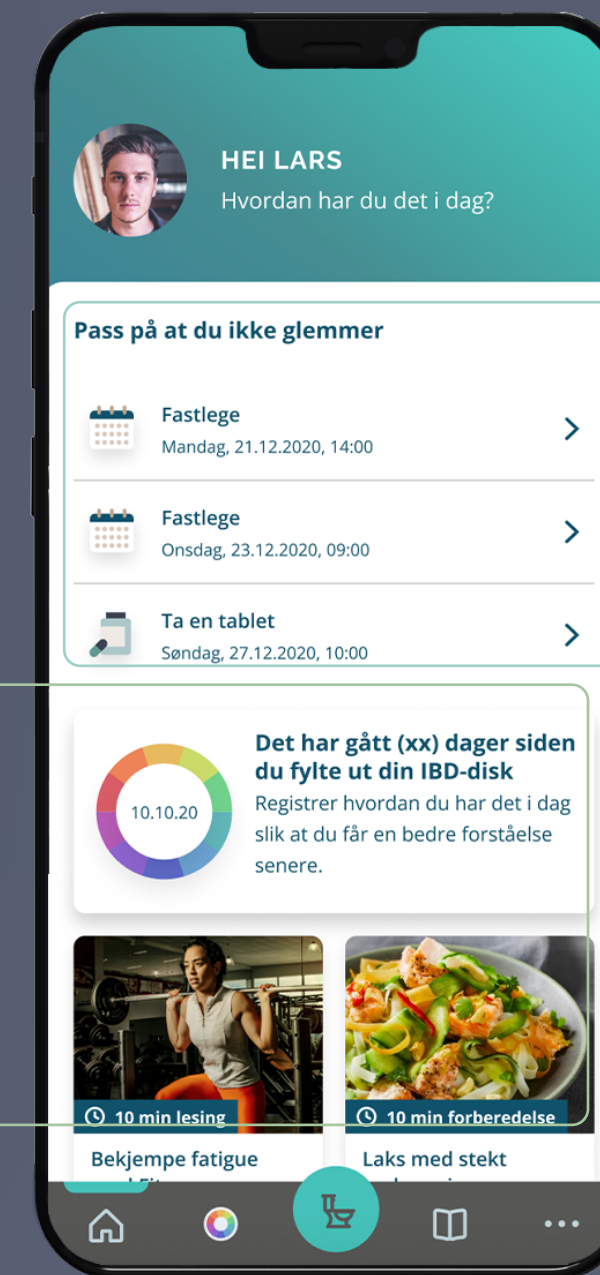 HEI LARS
Hvordan har du det i dag?
Pass på at du ikke glemmer
Fastlege
Mandag, 21.12.2020, 14:00
Fastlege
Onsdag, 23.12.2020, 09:00
Ta en tablet
Søndag, 27.12.2020, 10:00
10.10.20
Det har gått (xx) dager siden
du fylte ut din IBD-disk
Registrer hvordan du har det i dag
slik at du får en bedre forståelse
senere.
10 min lesing
10 min forberedelse
Bekjempe fatigue
Laks med stekt